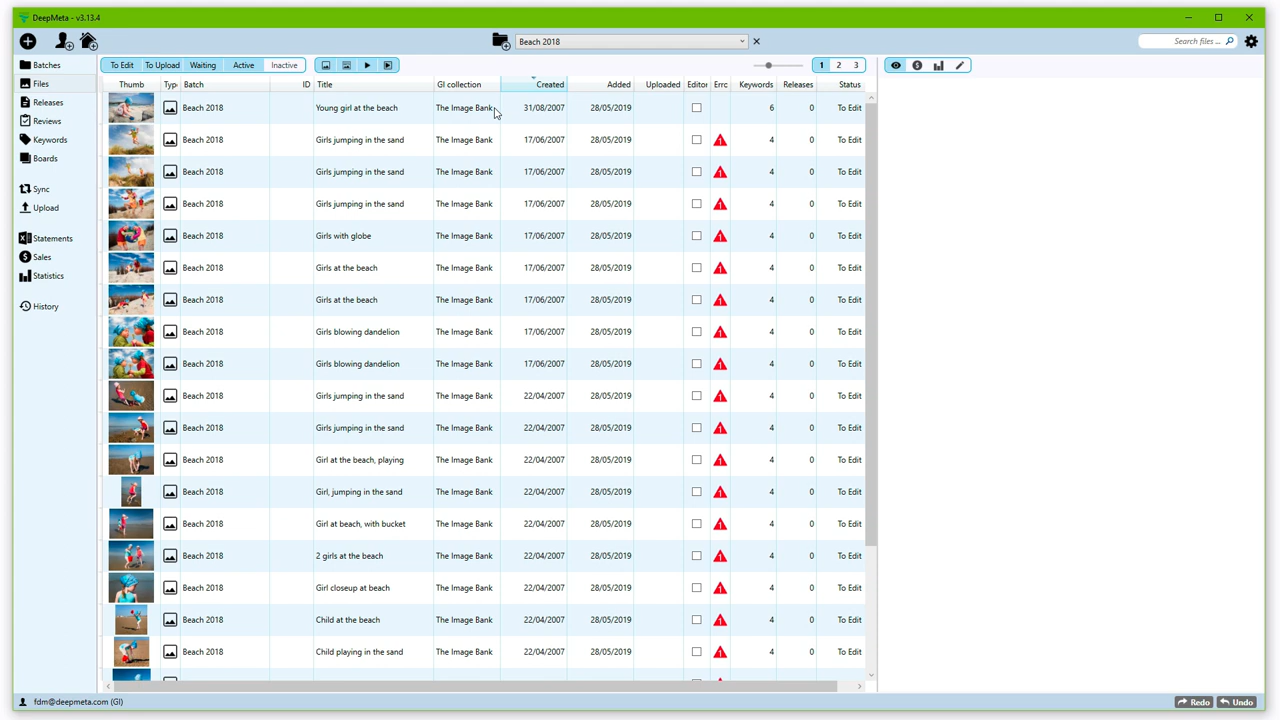 DeepMeta - v3.13.4
Beach 2018
Search files ...
Batches
Files
Releases
Reviews
Keywords
Boards
Sync
Upload
Statements
Sales
Statistics
History
To Edit To Upload Waiting Active Inactive
1 2 3
Thumb Typ Batch ID Title GI collection Created Added Uploaded Editor Errc Keywords Releases Status
Beach 2018 Young girl at the beach The Image Bank 31/08/2007 28/05/2019 6 0 To Edit
Beach 2018 Girls jumping in the sand The Image Bank 17/06/2007 28/05/2019 1 4 0 To Edit
Beach 2018 Girls jumping in the sand The Image Bank 17/06/2007 28/05/2019 1 4 0 To Edit
Beach 2018 Girls jumping in the sand The Image Bank 17/06/2007 28/05/2019 1 4 0 To Edit
Beach 2018 Girls with globe The Image Bank 17/06/2007 28/05/2019 1 4 0 To Edit
Beach 2018 Girls at the beach The Image Bank 17/06/2007 28/05/2019 1 4 0 To Edit
Beach 2018 Girls at the beach The Image Bank 17/06/2007 28/05/2019 1 4 0 To Edit
Beach 2018 Girls blowing dandelion The Image Bank 17/06/2007 28/05/2019 1 4 0 To Edit
Beach 2018 Girls blowing dandelion The Image Bank 17/06/2007 28/05/2019 1 4 0 To Edit
Beach 2018 Girls jumping in the sand The Image Bank 22/04/2007 28/05/2019 1 4 0 To Edit
Beach 2018 Girls jumping in the sand The Image Bank 22/04/2007 28/05/2019 1 4 0 To Edit
Beach 2018 Girl at the beach, playing The Image Bank 22/04/2007 28/05/2019 1 4 0 To Edit
Beach 2018 Girl, jumping in the sand The Image Bank 22/04/2007 28/05/2019 1 4 0 To Edit
Beach 2018 Girl at beach, with bucket The Image Bank 22/04/2007 28/05/2019 1 4 0 To Edit
Beach 2018 2 girls at the beach The Image Bank 22/04/2007 28/05/2019 1 4 0 To Edit
Beach 2018 Girl closeup at beach The Image Bank 22/04/2007 28/05/2019 1 4 0 To Edit
Beach 2018 Child at the beach The Image Bank 22/04/2007 28/05/2019 1 4 0 To Edit
Beach 2018 Child playing in the sand The Image Bank 22/04/2007 28/05/2019 1 4 0 To Edit
fdm@deepmeta.com (GI)
Redo Undo